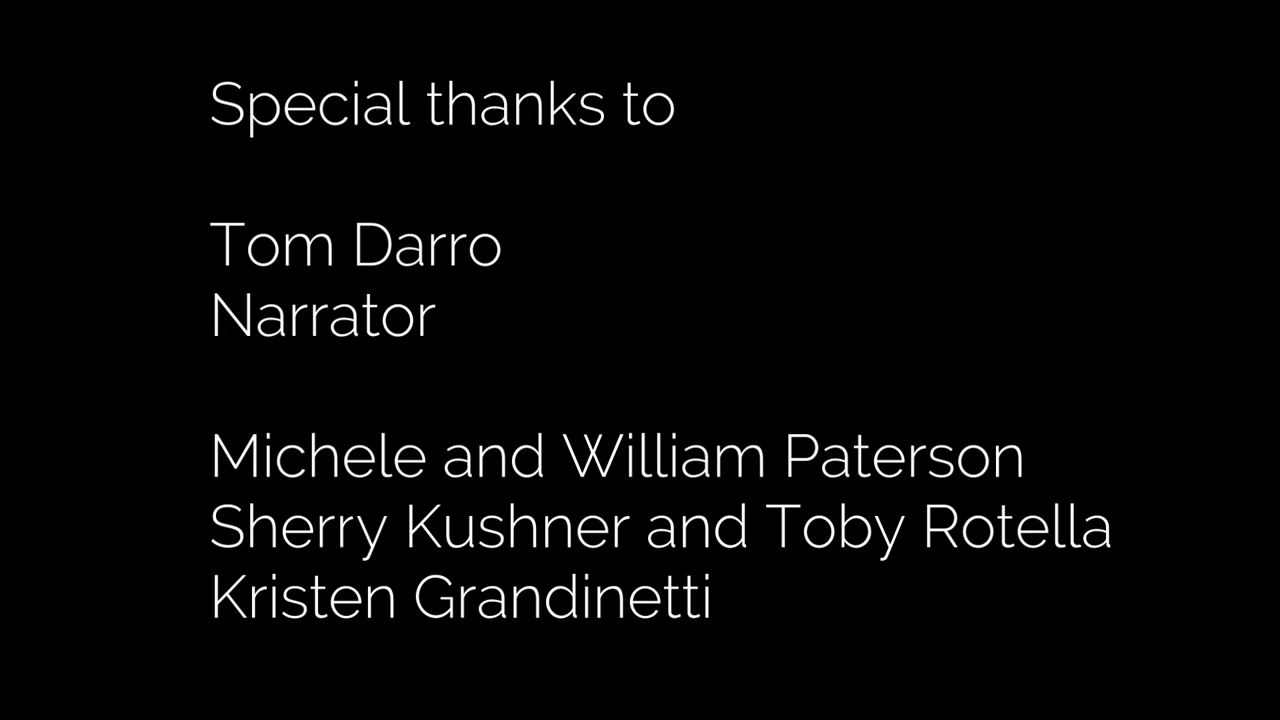 Special thanks to
Tom Darro
Narrator
Michele and William Paterson
Sherry Kushner and Toby Rotella
Kristen Grandinetti